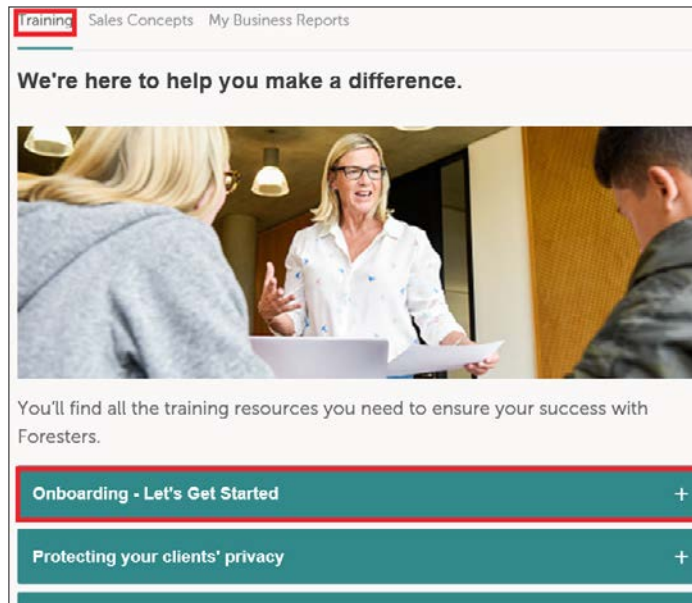 Training Sales Concepts My Business Reports
We're here to help you make a difference.
You'll find all the training resources you need to ensure your success with
Foresters.
Onboarding - Let's Get Started +
Protecting your clients' privacy +